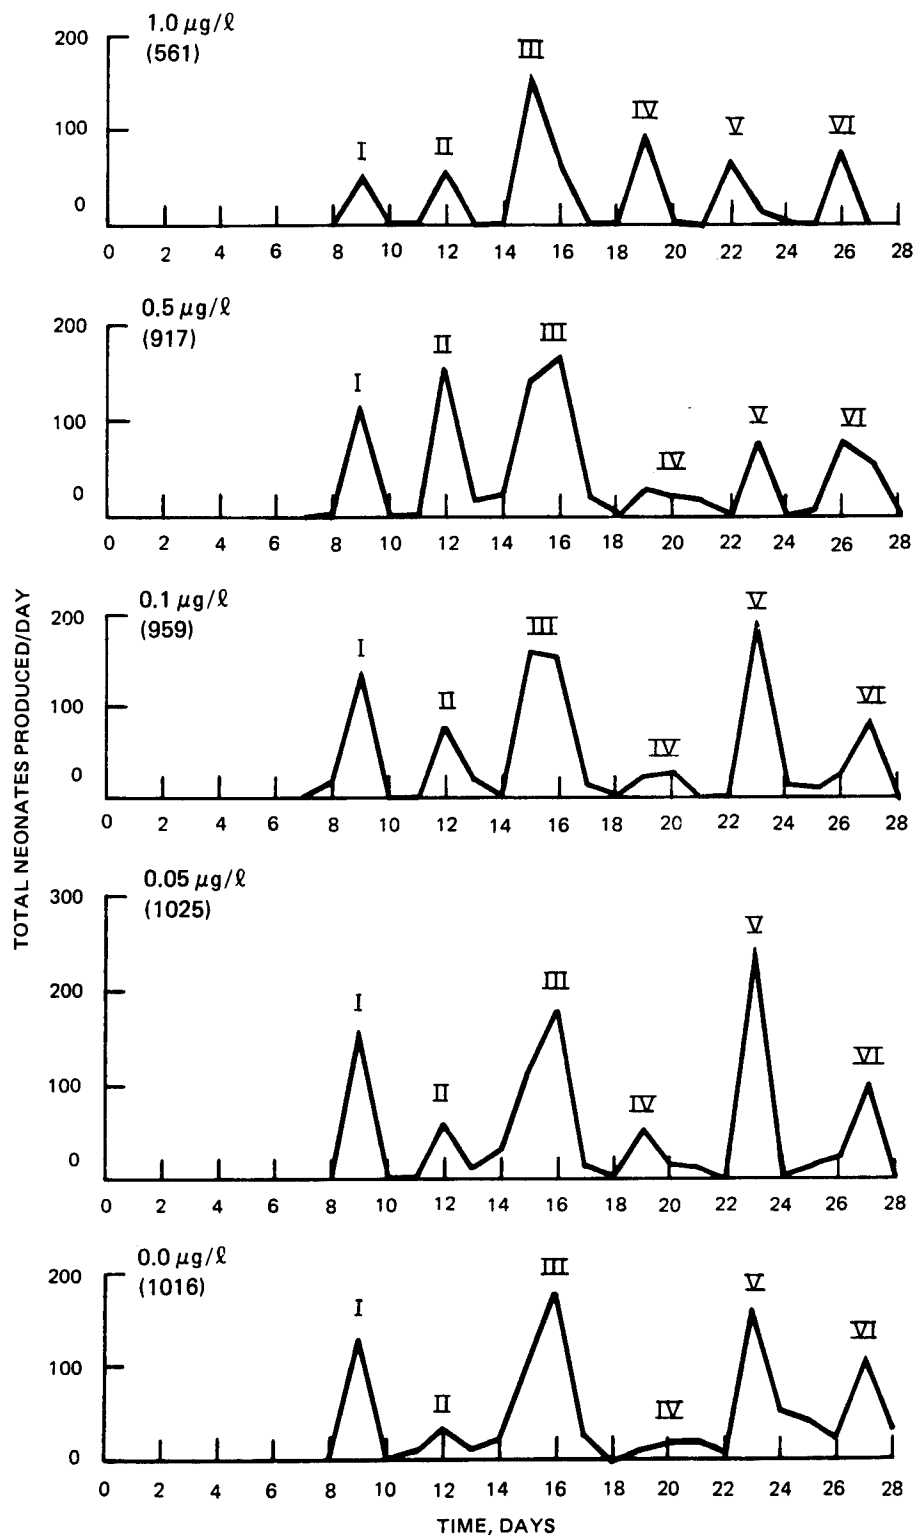 1.0 μg/ℓ
(561)
200
100
0
I II III IV V VI
0 2 4 6 8 10 12 14 16 18 20 22 24 26 28
0.5 μg/ℓ
(917)
200
100
0
I II III IV V VI
0 2 4 6 8 10 12 14 16 18 20 22 24 26 28
TOTAL NEONATES PRODUCED/DAY
0.1 μg/ℓ
(959)
200
100
0
I II III IV V VI
0 2 4 6 8 10 12 14 16 18 20 22 24 26 28
0.05 μg/ℓ
(1025)
300
200
100
0
I II III IV V VI
0 2 4 6 8 10 12 14 16 18 20 22 24 26 28
0.0 μg/ℓ
(1016)
200
100
0
I II III IV V VI
0 2 4 6 8 10 12 14 16 18 20 22 24 26 28
TIME, DAYS